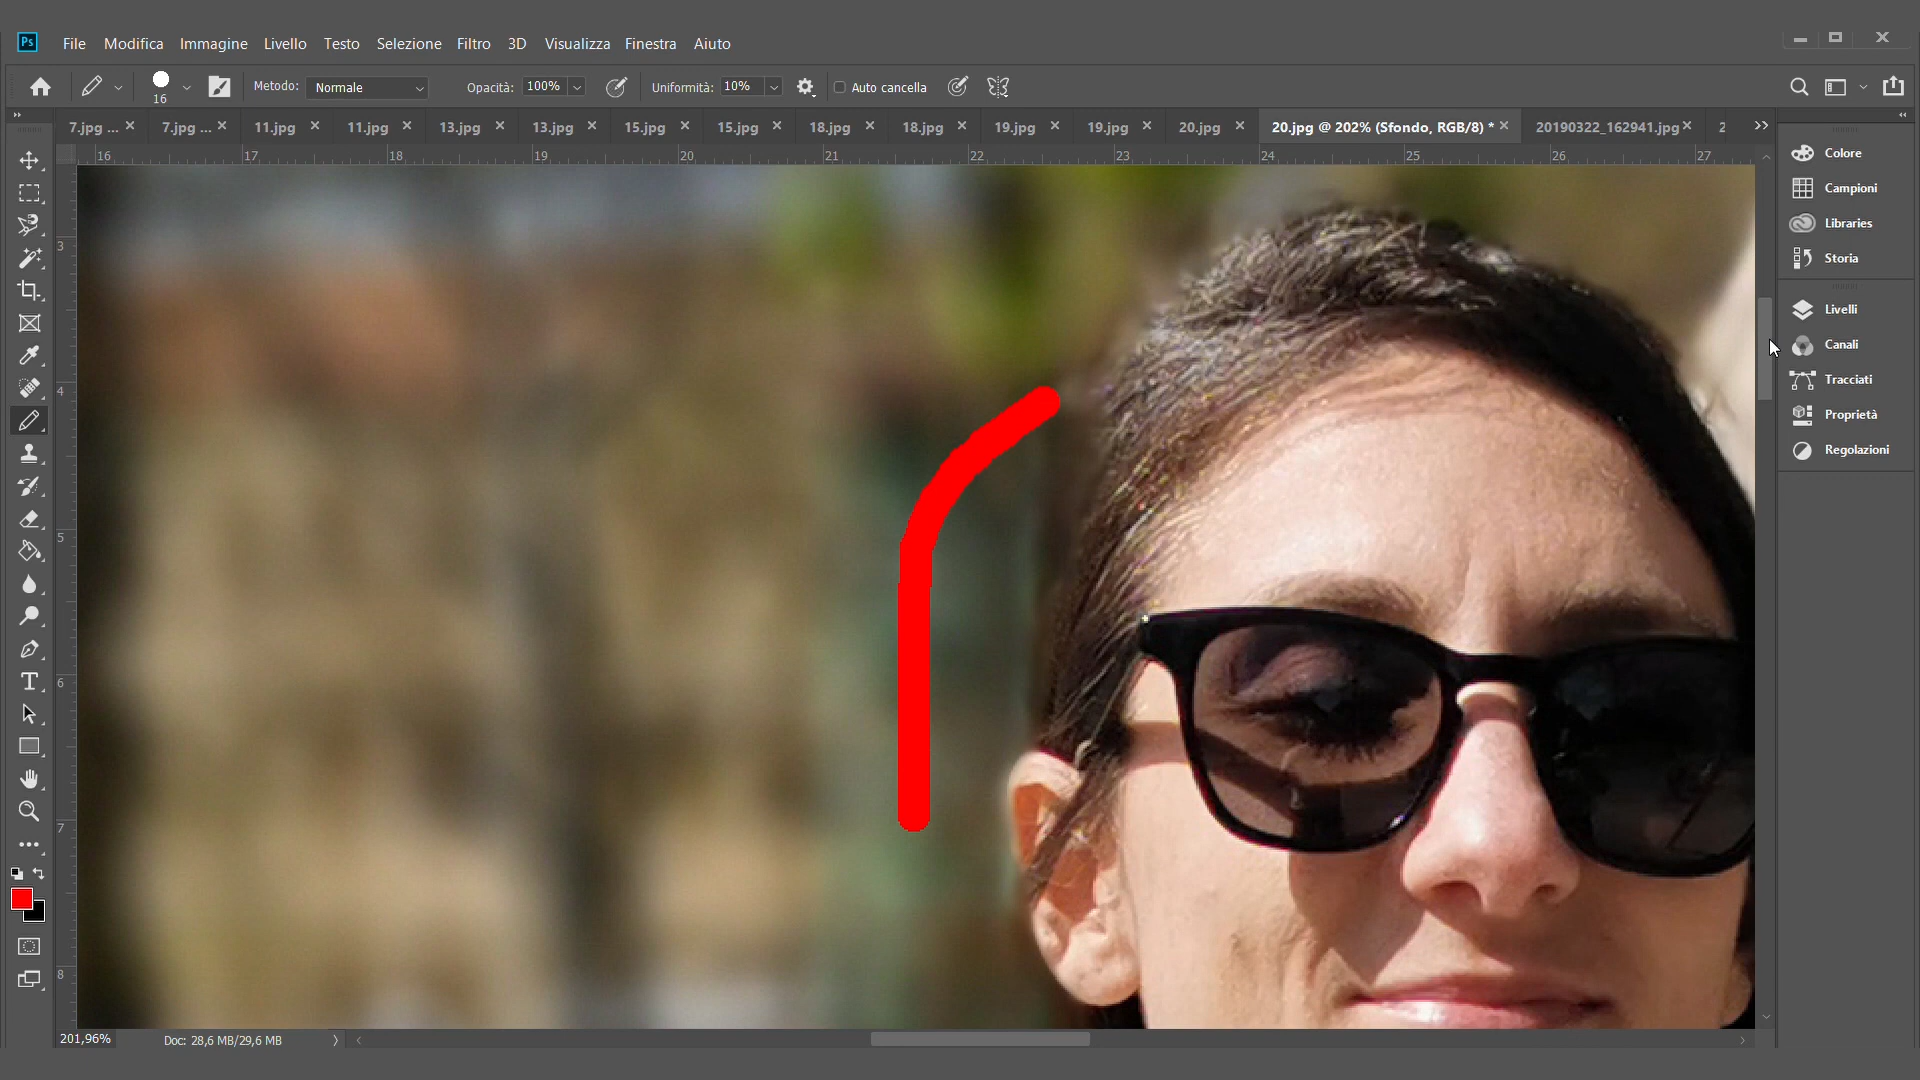 Ps File Modifica Immagine Livello Testo Selezione Filtro 3D Visualizza Finestra Aiuto
16 Metodo: Normale Opacità: 100% Uniformità: 10% Auto cancella
7.jpg ... 7.jpg ... 11.jpg 11.jpg 13.jpg 13.jpg 15.jpg 15.jpg 18.jpg 18.jpg 19.jpg 19.jpg 20.jpg 20.jpg @ 202% (Sfondo, RGB/8) * 20190322_162941.jpg 2
16 17 18 19 20 21 22 23 24 25 26 27
3
4
5
6
7
8
Colore
Campioni
Libraries
Storia
Livelli
Canali
Tracciati
Proprietà
Regolazioni
201,96% Doc: 28,6 MB/29,6 MB